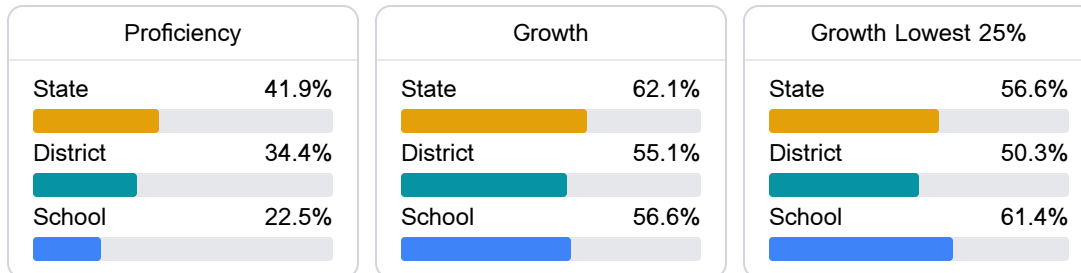 Proficiency
State 41.9%
District 34.4%
School 22.5%
Growth
State 62.1%
District 55.1%
School 56.6%
Growth Lowest 25%
State 56.6%
District 50.3%
School 61.4%